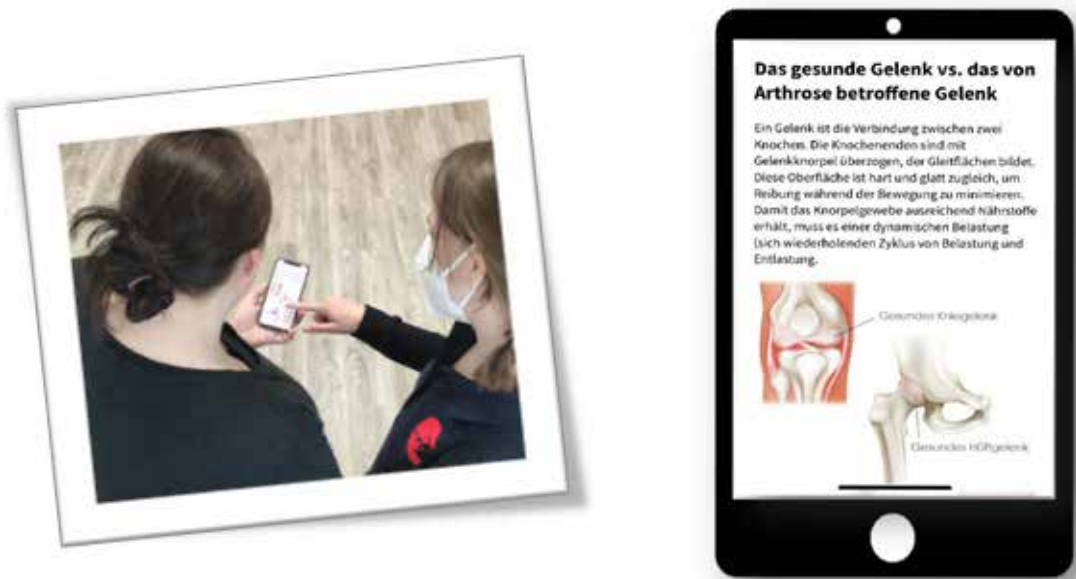 Das gesunde Gelenk vs. das von
Arthrose betroffene Gelenk
Ein Gelenk ist die Verbindung zwischen zwei
Knochen. Die Knochenenden sind mit
Gelenkknorpel überzogen, der Gleitflächen bildet.
Diese Oberfläche ist hart und glatt zugleich, um
Reibung während der Bewegung zu minimieren.
Damit das Knorpelgewebe ausreichend Nährstoffe
erhält, muss es einer dynamischen Belastung
(sich wiederholenden Zyklus von Belastung und
Entlastung.
Gesundes Kniegelenk
Gesundes Hüftgelenk